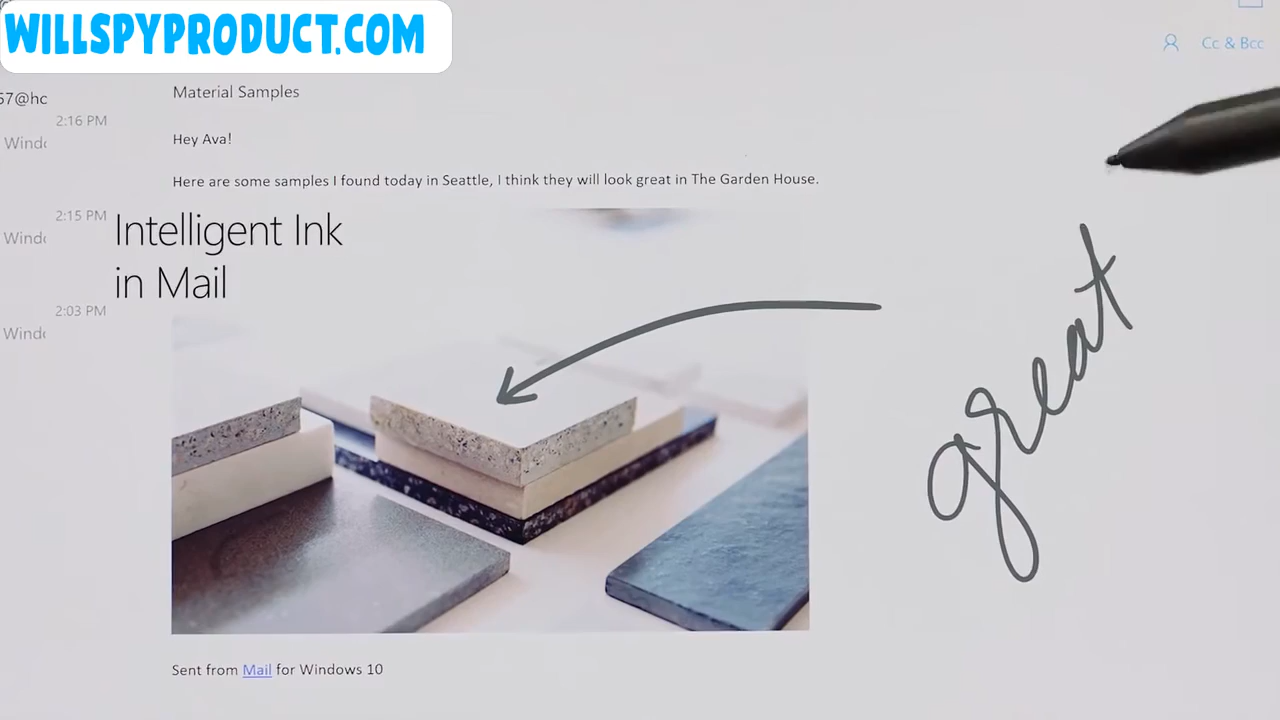 WILLSPYPRODUCT.COM
Cc & Bcc
57@hc
Material Samples
2:16 PM
Hey Ava!
Here are some samples I found today in Seattle, I think they will look great in The Garden House.
2:15 PM
Intelligent Ink
in Mail
2:03 PM
great
Sent from Mail for Windows 10